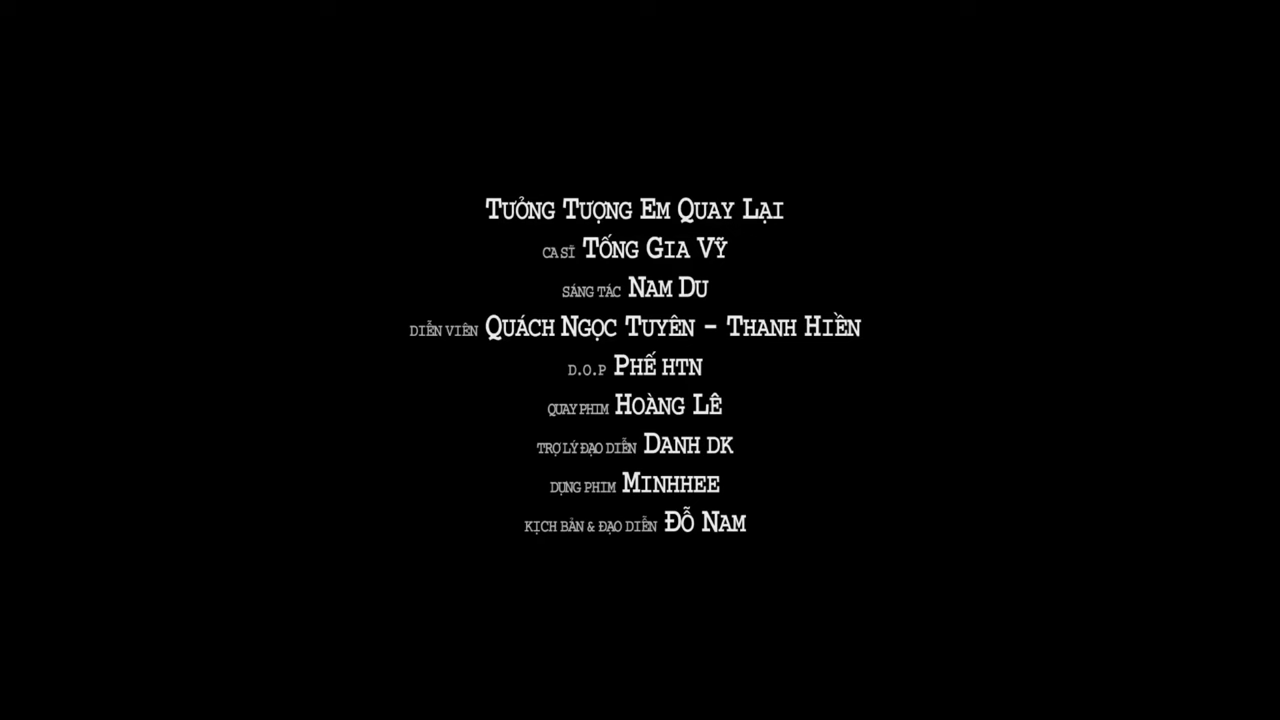 Tưởng Tượng Em Quay Lại
Ca sĩ Tống Gia Vỹ
Sáng tác Nam Du
Diễn viên Quách Ngọc Tuyên - Thanh Hiền
D.O.P Phế htn
Quay phim Hoàng Lê
Trợ lý đạo diễn Danh dk
Dựng phim Minhhee
Kịch bản & đạo diễn Đỗ Nam